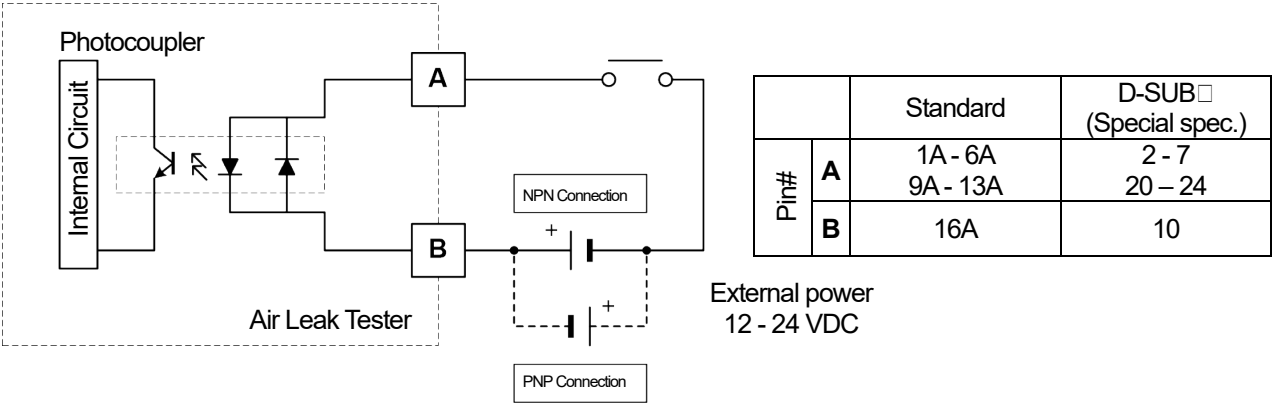 Photocoupler
Internal Circuit
A
B
Air Leak Tester
NPN Connection
+
+
PNP Connection
External power
12 - 24 VDC
Standard
D-SUB□
(Special spec.)
Pin#
A
1A - 6A
2 - 7
9A - 13A
20 – 24
B
16A
10